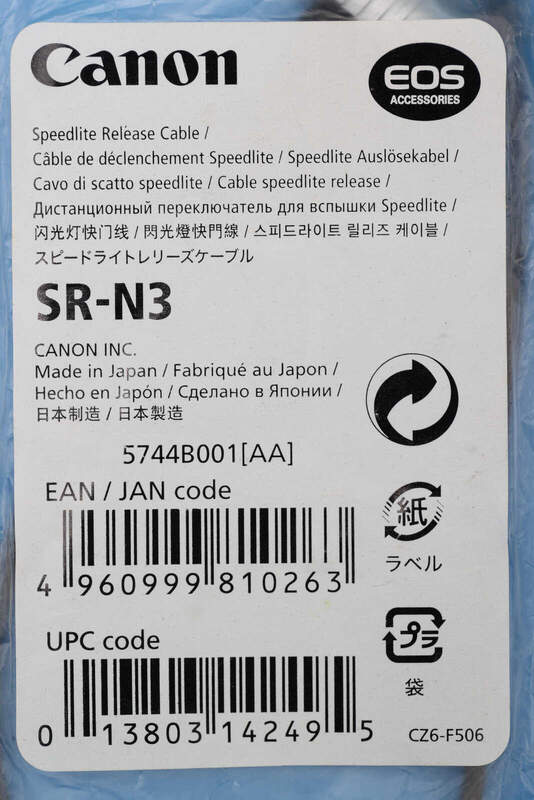 Canon
EOS
ACCESSORIES
Speedlite Release Cable /
Câble de déclenchement Speedlite / Speedlite Auslösekabel /
Cavo di scatto speedlite / Cable speedlite release /
Дистанционный переключатель для вспышки Speedlite /
闪光灯快门线 / 閃光燈快門線 / 스피드라이트 릴리즈 케이블 /
スピードライトレリーズケーブル
SR-N3
CANON INC.
Made in Japan / Fabriqué au Japon /
Hecho en Japón / Сделано в Японии /
日本制造 / 日本製造
5744B001[AA]
EAN / JAN code
4 960999 810263
紙
ラベル
UPC code
0 13803 14249 5
プラ
袋
CZ6-F506